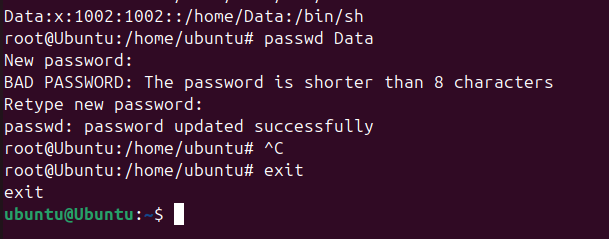 Data:x:1002:1002::/home/Data:/bin/sh
root@Ubuntu:/home/ubuntu# passwd Data
New password:
BAD PASSWORD: The password is shorter than 8 characters
Retype new password:
passwd: password updated successfully
root@Ubuntu:/home/ubuntu# ^C
root@Ubuntu:/home/ubuntu# exit
exit
ubuntu@Ubuntu:~$